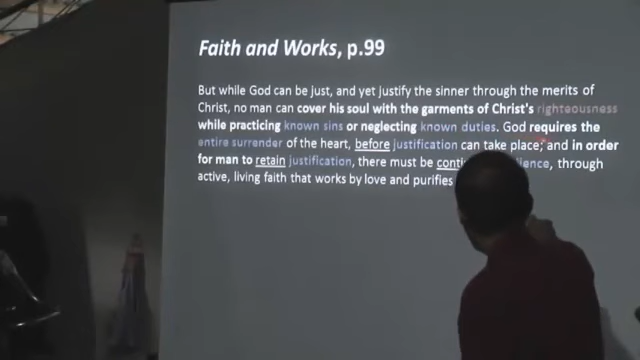 Faith and Works, p.99
But while God can be just, and yet justify the sinner through the merits of
Christ, no man can cover his soul with the garments of Christ's righteousness
while practicing known sins or neglecting known duties. God requires the
entire surrender of the heart, before justification can take place; and in order
for man to retain justification, there must be
through
active, living faith that works by love and purifies